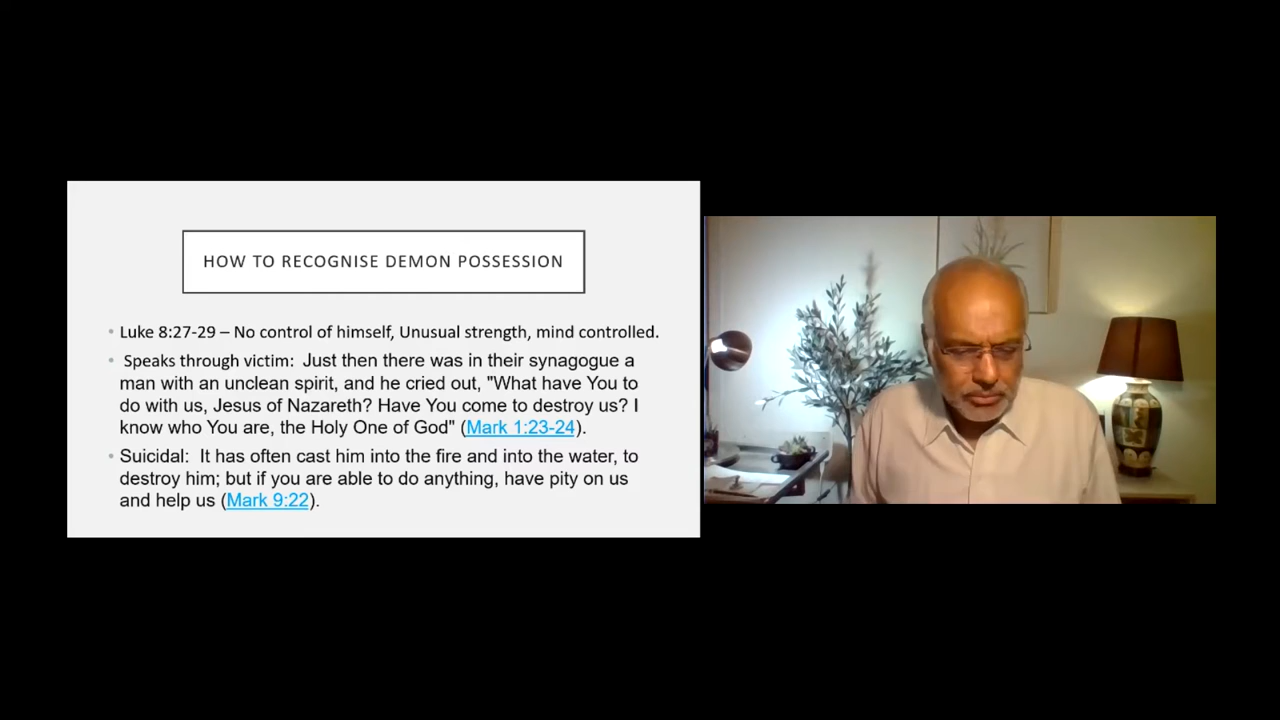 HOW TO RECOGNISE DEMON POSSESSION
• Luke 8:27-29 – No control of himself, Unusual strength, mind controlled.
• Speaks through victim: Just then there was in their synagogue a
man with an unclean spirit, and he cried out, "What have You to
do with us, Jesus of Nazareth? Have You come to destroy us? I
know who You are, the Holy One of God" (Mark 1:23-24).
• Suicidal: It has often cast him into the fire and into the water, to
destroy him; but if you are able to do anything, have pity on us
and help us (Mark 9:22).